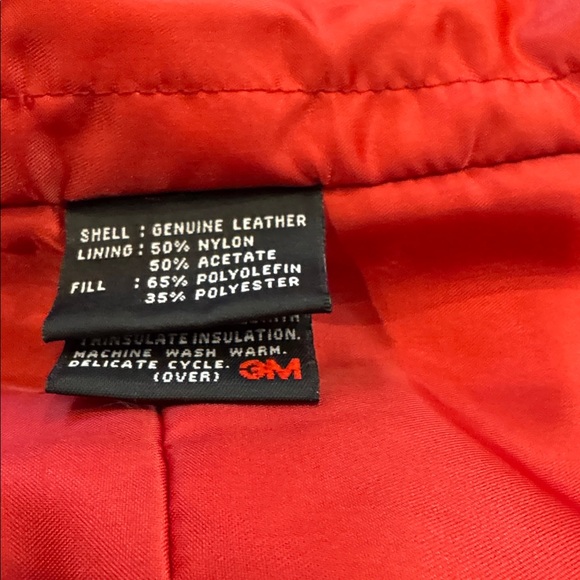 SHELL : GENUINE LEATHER
LINING : 50% NYLON
50% ACETATE
FILL : 65% POLYOLEFIN
35% POLYESTER
THINSULATE INSULATION.
MACHINE WASH WARM.
DELICATE CYCLE.
(OVER) 3M